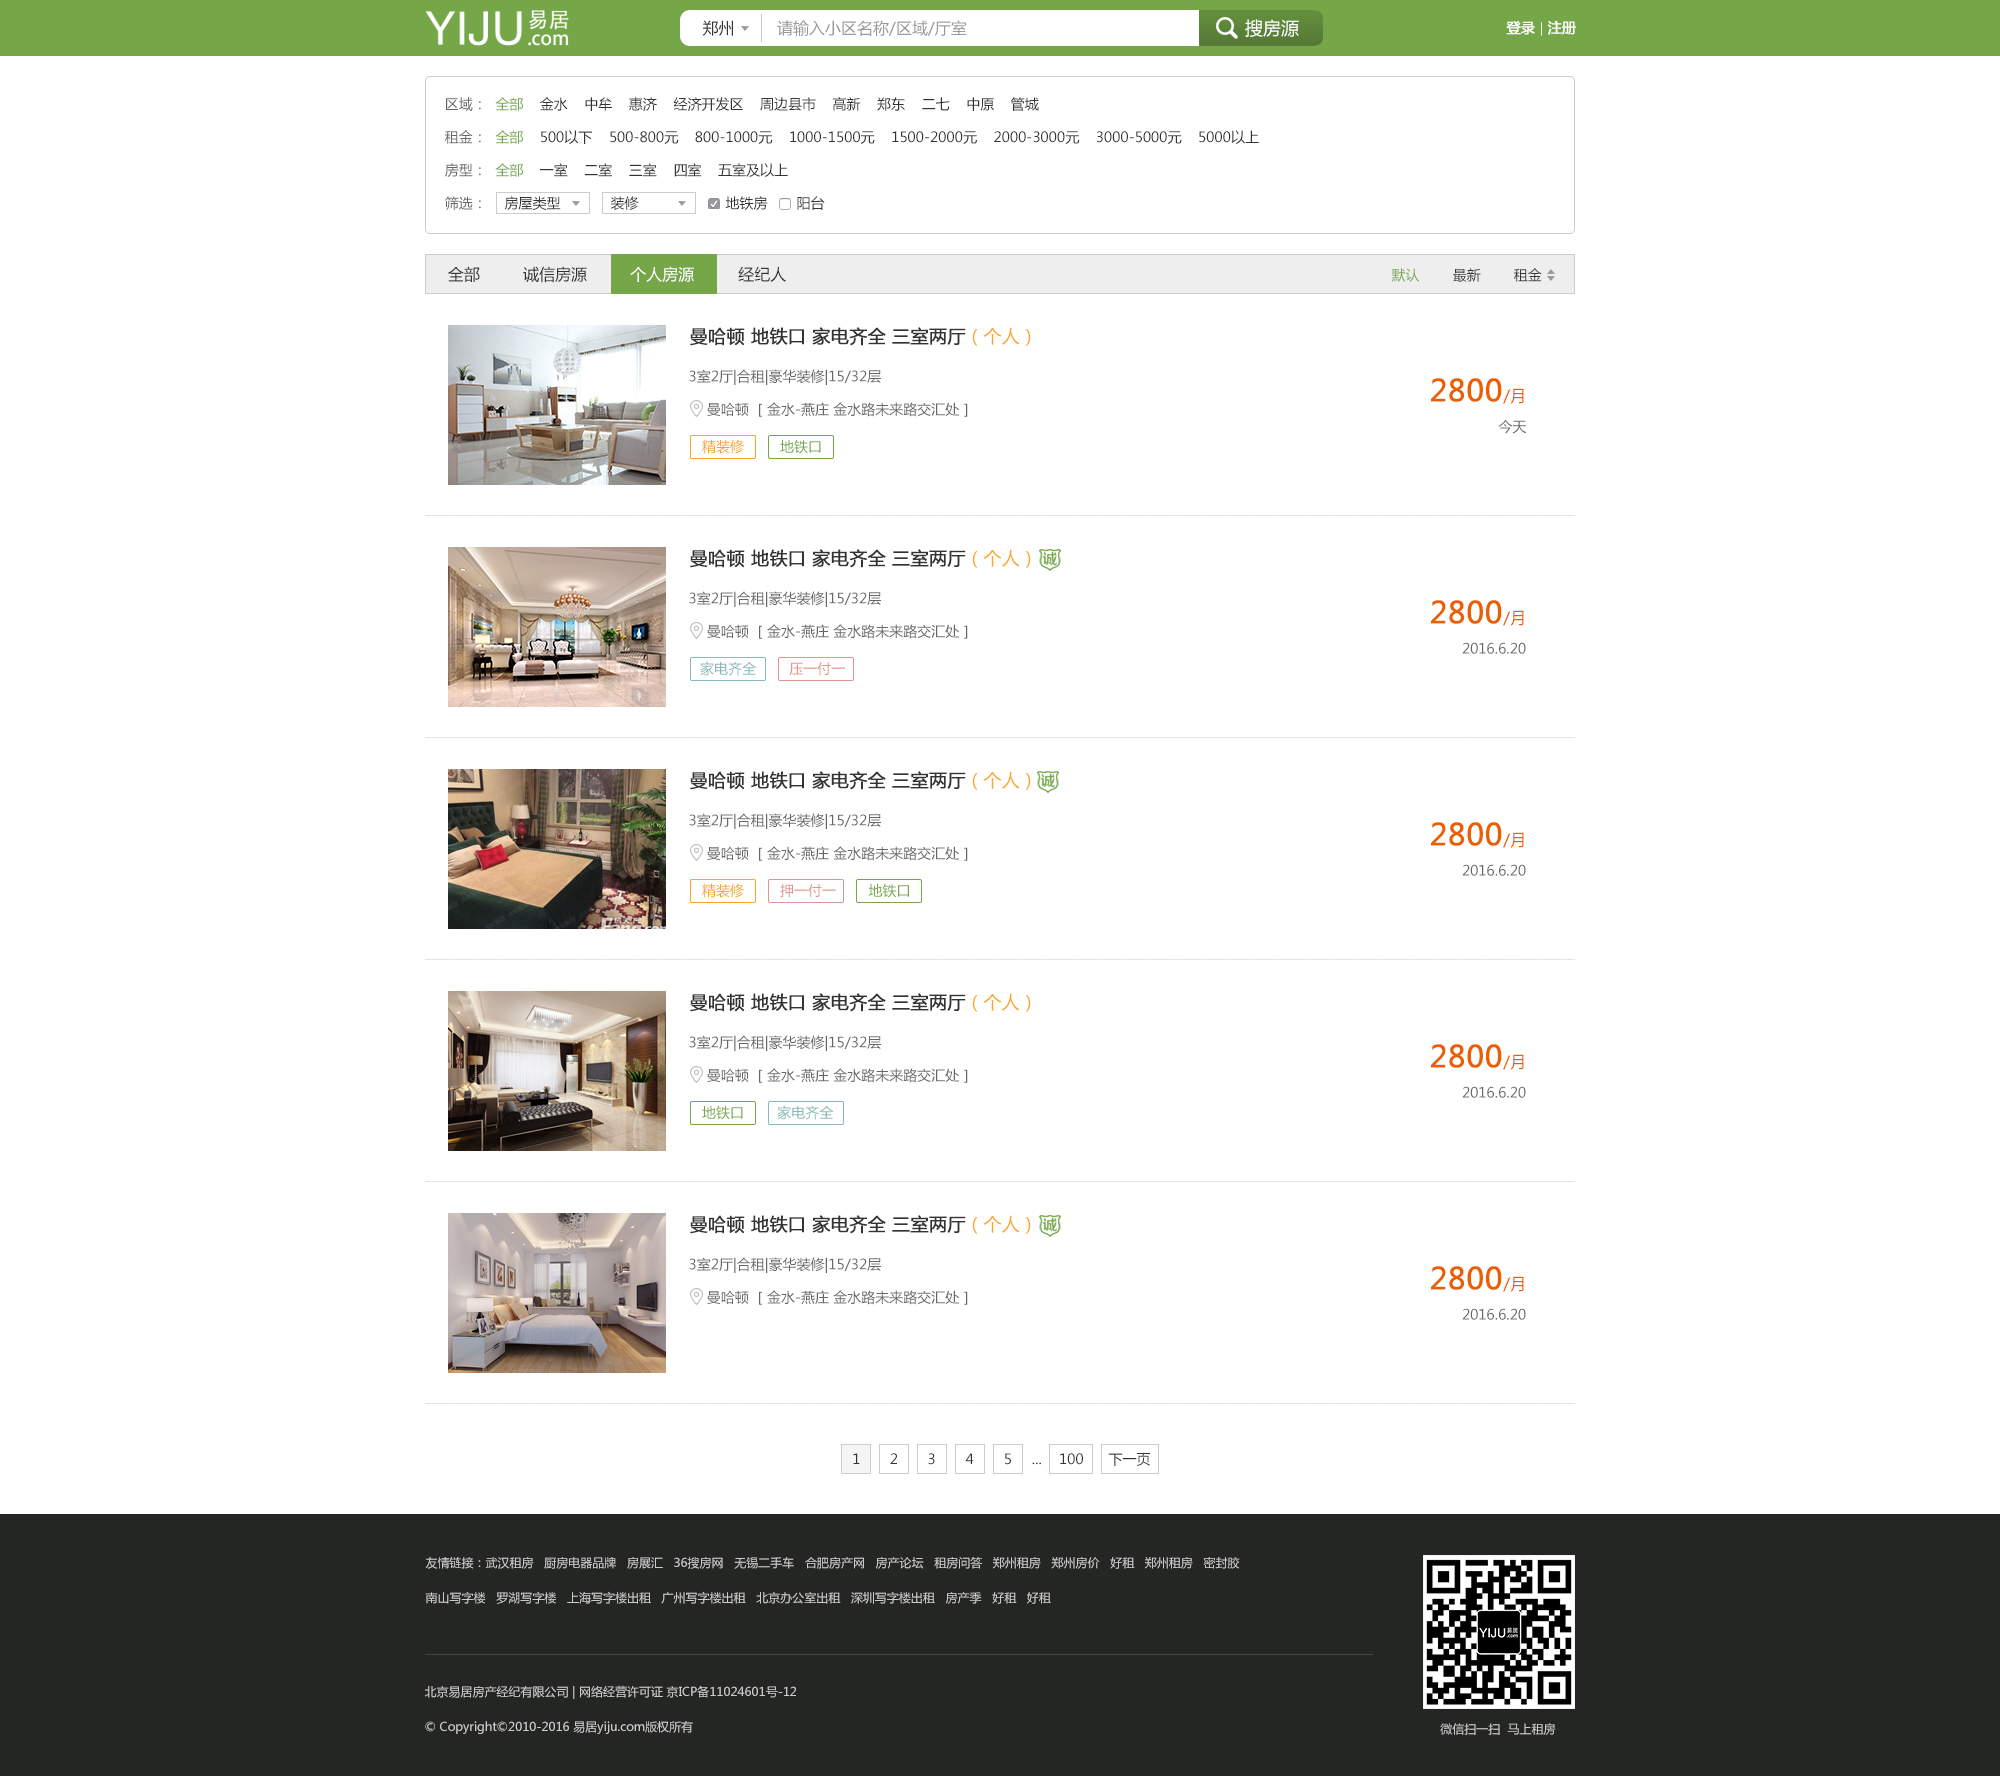 YIJU易居.com 郑州 请输入小区名称/区域/厅室 搜房源 登录 | 注册
区域： 全部 金水 中牟 惠济 经济开发区 周边县市 高新 郑东 二七 中原 管城
租金： 全部 500以下 500-800元 800-1000元 1000-1500元 1500-2000元 2000-3000元 3000-5000元 5000以上
房型： 全部 一室 二室 三室 四室 五室及以上
筛选： 房屋类型 装修 地铁房 阳台
全部 诚信房源 个人房源 经纪人 默认 最新 租金
曼哈顿 地铁口 家电齐全 三室两厅（个人）
3室2厅|合租|豪华装修|15/32层
曼哈顿 [ 金水-燕庄 金水路未来路交汇处 ]
精装修 地铁口
2800/月
今天
曼哈顿 地铁口 家电齐全 三室两厅（个人） 诚
3室2厅|合租|豪华装修|15/32层
曼哈顿 [ 金水-燕庄 金水路未来路交汇处 ]
家电齐全 压一付一
2800/月
2016.6.20
曼哈顿 地铁口 家电齐全 三室两厅（个人） 诚
3室2厅|合租|豪华装修|15/32层
曼哈顿 [ 金水-燕庄 金水路未来路交汇处 ]
精装修 押一付一 地铁口
2800/月
2016.6.20
曼哈顿 地铁口 家电齐全 三室两厅（个人）
3室2厅|合租|豪华装修|15/32层
曼哈顿 [ 金水-燕庄 金水路未来路交汇处 ]
地铁口 家电齐全
2800/月
2016.6.20
曼哈顿 地铁口 家电齐全 三室两厅（个人） 诚
3室2厅|合租|豪华装修|15/32层
曼哈顿 [ 金水-燕庄 金水路未来路交汇处 ]
2800/月
2016.6.20
1 2 3 4 5 ... 100 下一页
友情链接：武汉租房 厨房电器品牌 房展汇 36搜房网 无锡二手车 合肥房产网 房产论坛 租房问答 郑州租房 郑州房价 好租 郑州租房 密封胶
南山写字楼 罗湖写字楼 上海写字楼出租 广州写字楼出租 北京办公室出租 深圳写字楼出租 房产季 好租 好租
YIJU易居.com
北京易居房产经纪有限公司 | 网络经营许可证 京ICP备11024601号-12
© Copyright©2010-2016 易居yiju.com版权所有
微信扫一扫 马上租房